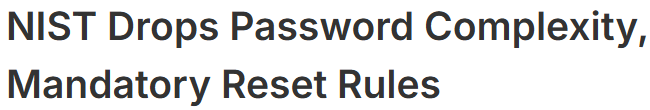 NIST Drops Password Complexity,
Mandatory Reset Rules